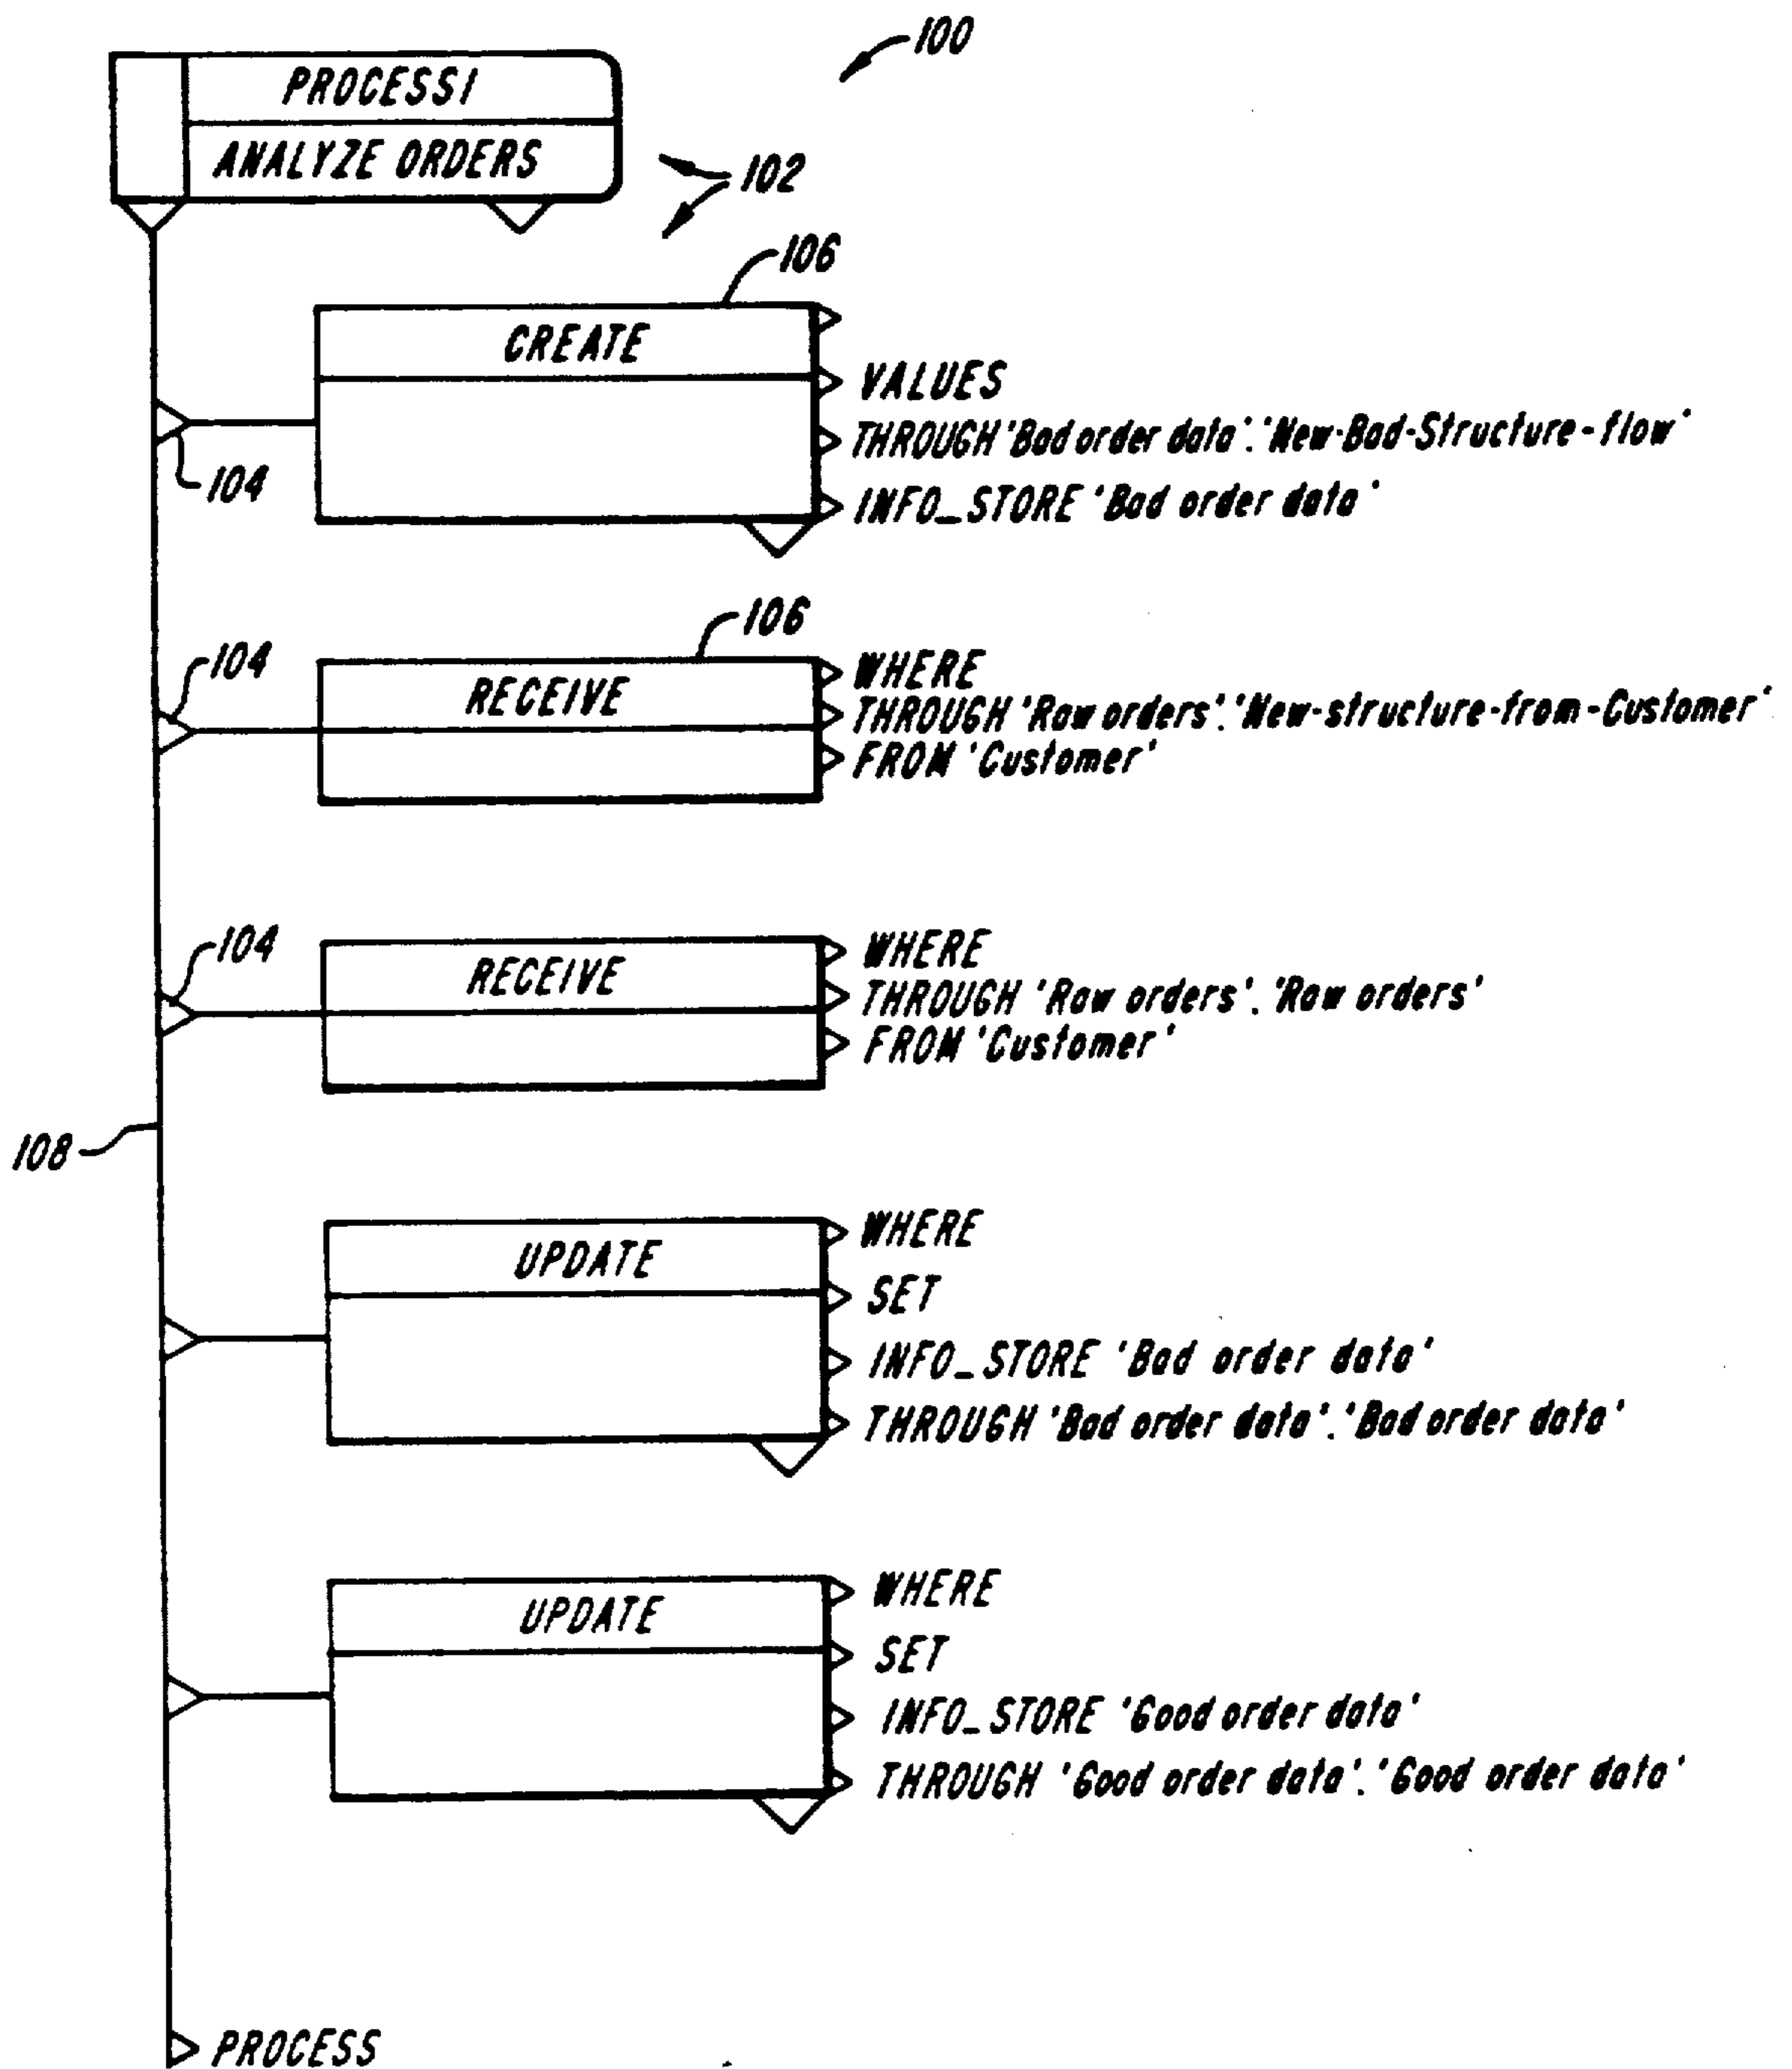 100
PROCESS1
ANALYZE ORDERS
102
106
CREATE
VALUES
THROUGH 'Bad order data'.'New-Bad-Structure-flow'
104
INFO_STORE 'Bad order data'
106
104
RECEIVE
WHERE
THROUGH 'Raw orders'.'New-structure-from-Customer'
FROM 'Customer'
104
RECEIVE
WHERE
THROUGH 'Raw orders'.'Raw orders'
FROM 'Customer'
108
UPDATE
WHERE
SET
INFO_STORE 'Bad order data'
THROUGH 'Bad order data'.'Bad order data'
UPDATE
WHERE
SET
INFO_STORE 'Good order data'
THROUGH 'Good order data'.'Good order data'
PROCESS